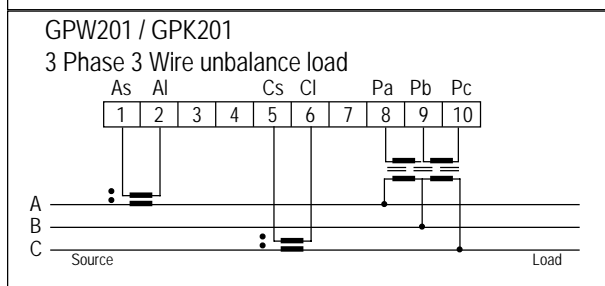 GPW201 / GPK201
3 Phase 3 Wire unbalance load
As Al Cs Cl Pa Pb Pc
1 2 3 4 5 6 7 8 9 10
A
B
C
Source Load